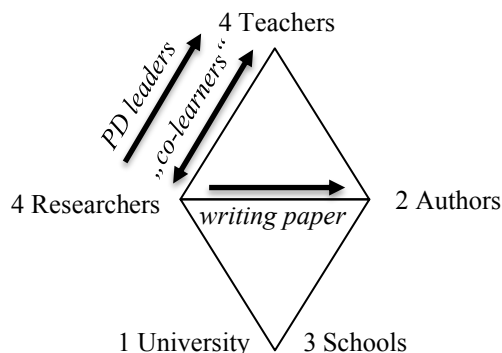 4 Teachers
PD leaders
„co-learners“
4 Researchers
2 Authors
writing paper
1 University
3 Schools